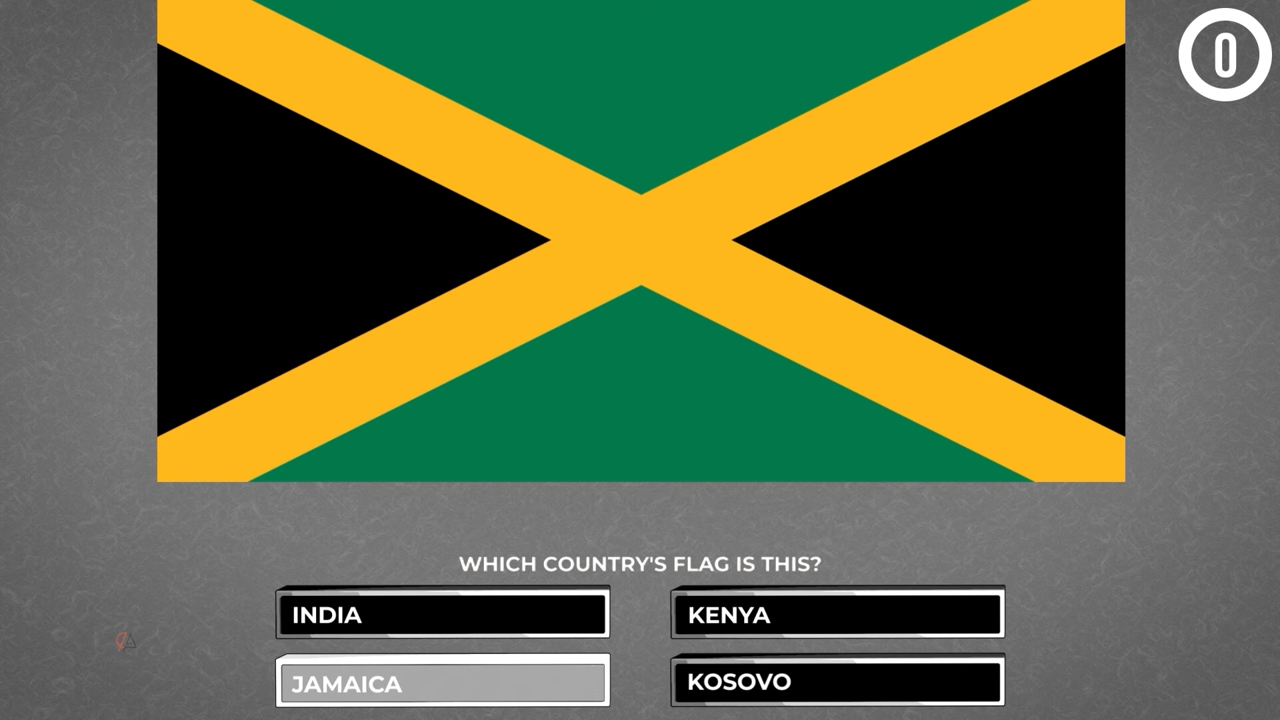 0
WHICH COUNTRY'S FLAG IS THIS?
INDIA
KENYA
JAMAICA
KOSOVO